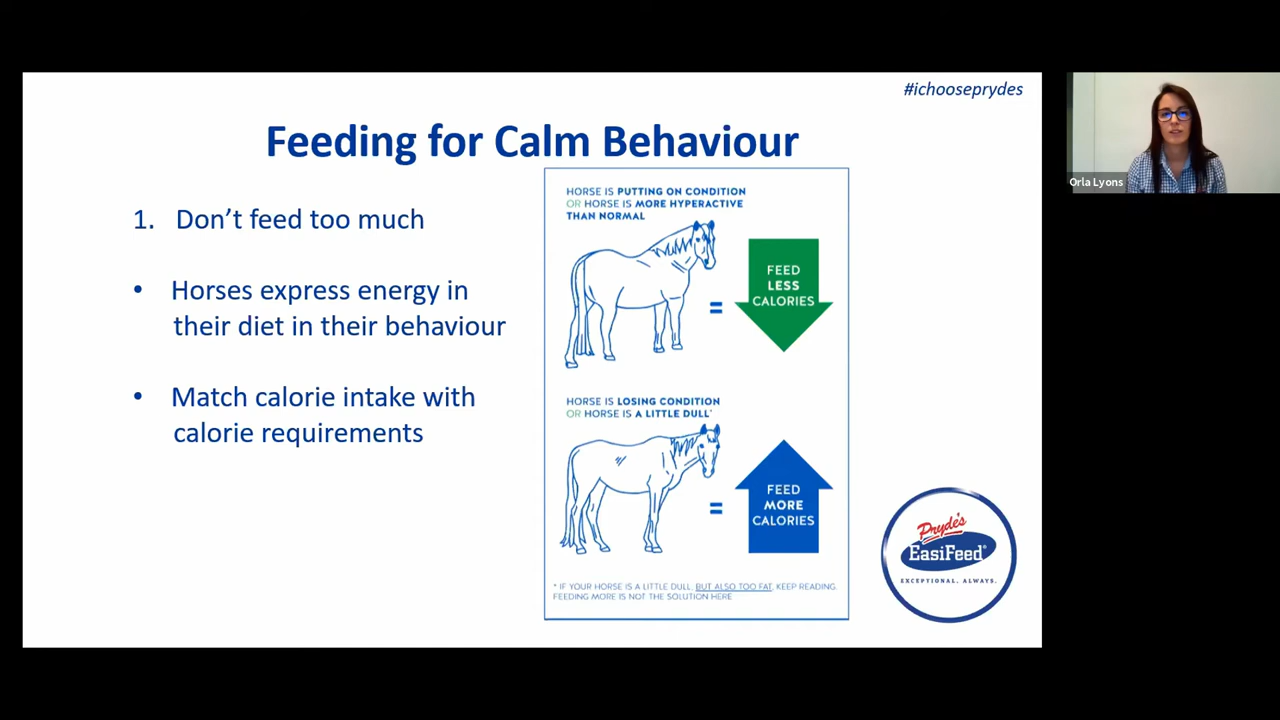 #ichooseprydes
Feeding for Calm Behaviour
1. Don’t feed too much
• Horses express energy in
their diet in their behaviour
• Match calorie intake with
calorie requirements
HORSE IS PUTTING ON CONDITION
OR HORSE IS MORE HYPERACTIVE
THAN NORMAL
=
FEED
LESS
CALORIES
HORSE IS LOSING CONDITION
OR HORSE IS A LITTLE DULL*
=
FEED
MORE
CALORIES
* IF YOUR HORSE IS A LITTLE DULL, BUT ALSO TOO FAT, KEEP READING.
FEEDING MORE IS NOT THE SOLUTION HERE
Pryde's
EasiFeed®
EXCEPTIONAL. ALWAYS.
Orla Lyons